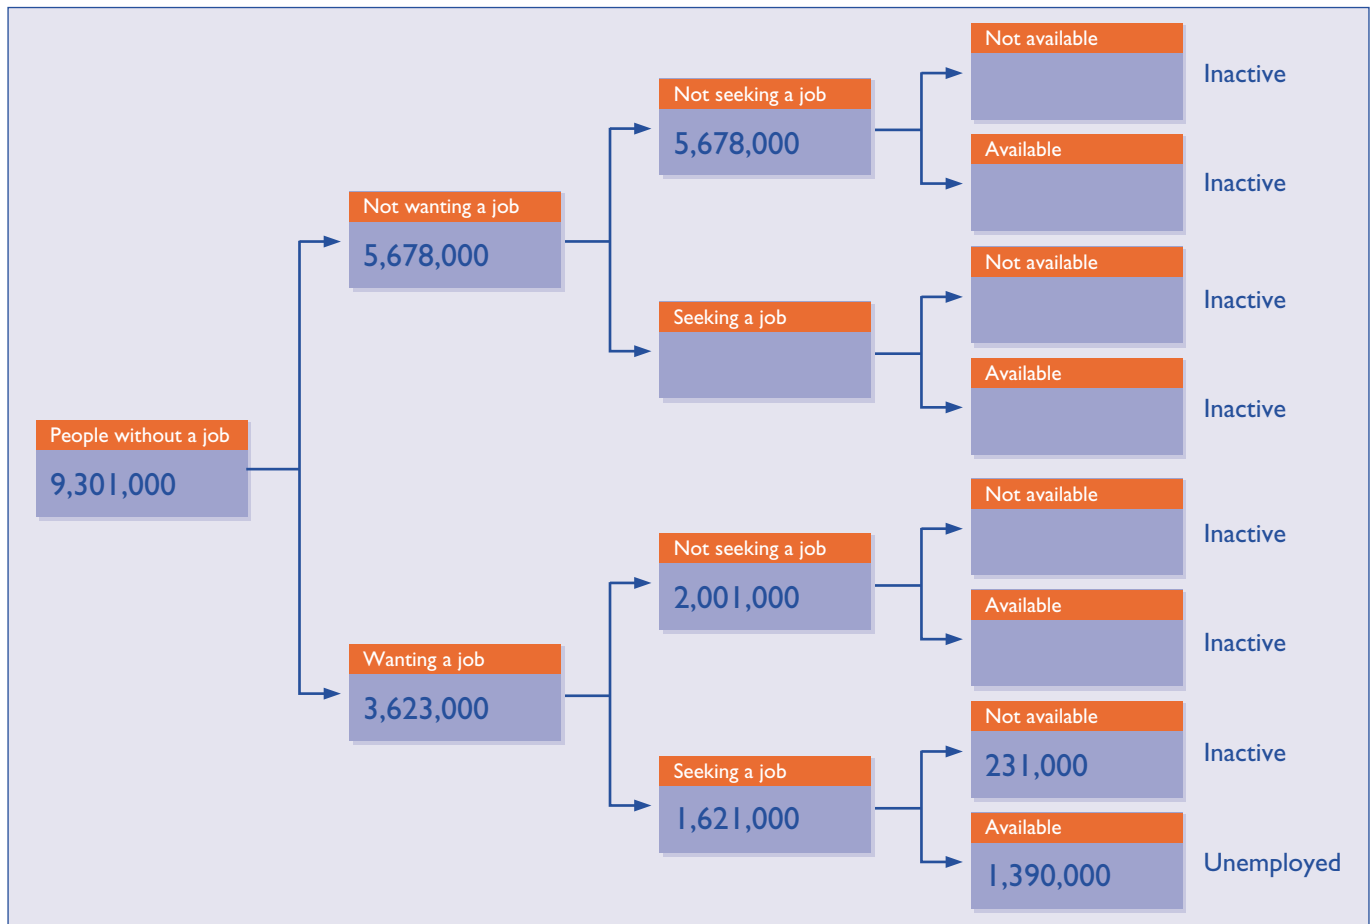 People without a job
9,301,000
Not wanting a job
5,678,000
Wanting a job
3,623,000
Not seeking a job
5,678,000
Seeking a job
Not seeking a job
2,001,000
Seeking a job
1,621,000
Not available
Inactive
Available
Inactive
Not available
Inactive
Available
Inactive
Not available
Inactive
Available
Inactive
Not available
231,000
Inactive
Available
1,390,000
Unemployed